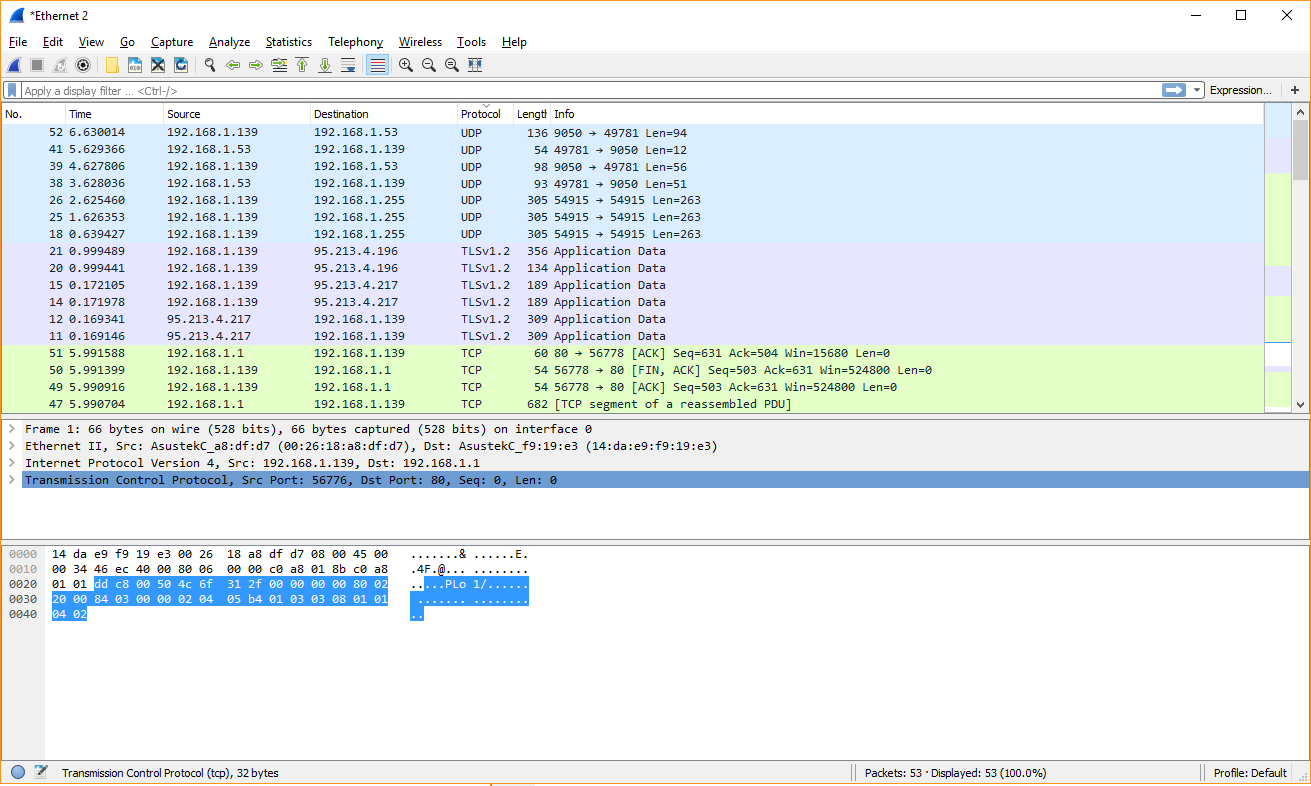 *Ethernet 2
File Edit View Go Capture Analyze Statistics Telephony Wireless Tools Help
Apply a display filter ... <Ctrl-/> Expression... +
No. Time Source Destination Protocol Length Info
52 6.630014 192.168.1.139 192.168.1.53 UDP 136 9050 → 49781 Len=94
41 5.629366 192.168.1.53 192.168.1.139 UDP 54 49781 → 9050 Len=12
39 4.627806 192.168.1.139 192.168.1.53 UDP 98 9050 → 49781 Len=56
38 3.628036 192.168.1.53 192.168.1.139 UDP 93 49781 → 9050 Len=51
26 2.625460 192.168.1.139 192.168.1.255 UDP 305 54915 → 54915 Len=263
25 1.626353 192.168.1.139 192.168.1.255 UDP 305 54915 → 54915 Len=263
18 0.639427 192.168.1.139 192.168.1.255 UDP 305 54915 → 54915 Len=263
21 0.999489 192.168.1.139 95.213.4.196 TLSv1.2 356 Application Data
20 0.999441 192.168.1.139 95.213.4.196 TLSv1.2 134 Application Data
15 0.172105 192.168.1.139 95.213.4.217 TLSv1.2 189 Application Data
14 0.171978 192.168.1.139 95.213.4.217 TLSv1.2 189 Application Data
12 0.169341 95.213.4.217 192.168.1.139 TLSv1.2 309 Application Data
11 0.169146 95.213.4.217 192.168.1.139 TLSv1.2 309 Application Data
51 5.991588 192.168.1.1 192.168.1.139 TCP 60 80 → 56778 [ACK] Seq=631 Ack=504 Win=15680 Len=0
50 5.991399 192.168.1.139 192.168.1.1 TCP 54 56778 → 80 [FIN, ACK] Seq=503 Ack=631 Win=524800 Len=0
49 5.990916 192.168.1.139 192.168.1.1 TCP 54 56778 → 80 [ACK] Seq=503 Ack=631 Win=524800 Len=0
47 5.990704 192.168.1.1 192.168.1.139 TCP 682 [TCP segment of a reassembled PDU]
Frame 1: 66 bytes on wire (528 bits), 66 bytes captured (528 bits) on interface 0
Ethernet II, Src: AsustekC_a8:df:d7 (00:26:18:a8:df:d7), Dst: AsustekC_f9:19:e3 (14:da:e9:f9:19:e3)
Internet Protocol Version 4, Src: 192.168.1.139, Dst: 192.168.1.1
Transmission Control Protocol, Src Port: 56776, Dst Port: 80, Seq: 0, Len: 0
0000 14 da e9 f9 19 e3 00 26 18 a8 df d7 08 00 45 00 .......& ......E.
0010 00 34 46 ec 40 00 80 06 00 00 c0 a8 01 8b c0 a8 .4F.@... ........
0020 01 01 dd c8 00 50 4c 6f 31 2f 00 00 00 00 80 02 .....PLo 1/......
0030 20 00 84 03 00 00 02 04 05 b4 01 03 03 08 01 01 ....... ........
0040 04 02 ..
Transmission Control Protocol (tcp), 32 bytes Packets: 53 · Displayed: 53 (100.0%) Profile: Default